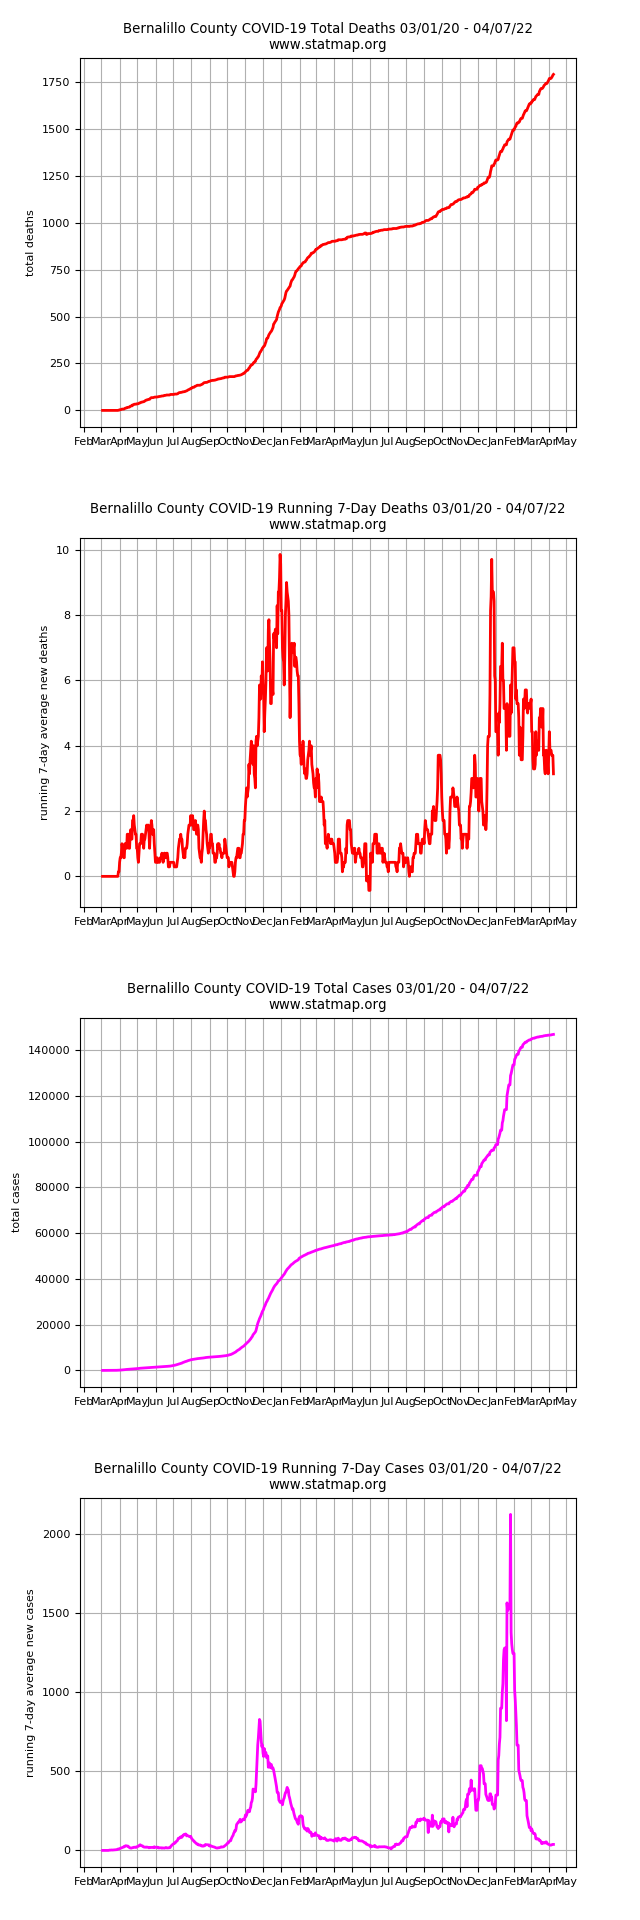 Bernalillo County COVID-19 Total Deaths 03/01/20 - 04/07/22
www.statmap.org
1750
1500
1250
1000
750
500
250
0
total deaths
Feb Mar Apr May Jun Jul Aug Sep Oct Nov Dec Jan Feb Mar Apr May Jun Jul Aug Sep Oct Nov Dec Jan Feb Mar Apr May
Bernalillo County COVID-19 Running 7-Day Deaths 03/01/20 - 04/07/22
www.statmap.org
10
8
6
4
2
0
running 7-day average new deaths
Feb Mar Apr May Jun Jul Aug Sep Oct Nov Dec Jan Feb Mar Apr May Jun Jul Aug Sep Oct Nov Dec Jan Feb Mar Apr May
Bernalillo County COVID-19 Total Cases 03/01/20 - 04/07/22
www.statmap.org
140000
120000
100000
80000
60000
40000
20000
0
total cases
Feb Mar Apr May Jun Jul Aug Sep Oct Nov Dec Jan Feb Mar Apr May Jun Jul Aug Sep Oct Nov Dec Jan Feb Mar Apr May
Bernalillo County COVID-19 Running 7-Day Cases 03/01/20 - 04/07/22
www.statmap.org
2000
1500
1000
500
0
running 7-day average new cases
Feb Mar Apr May Jun Jul Aug Sep Oct Nov Dec Jan Feb Mar Apr May Jun Jul Aug Sep Oct Nov Dec Jan Feb Mar Apr May